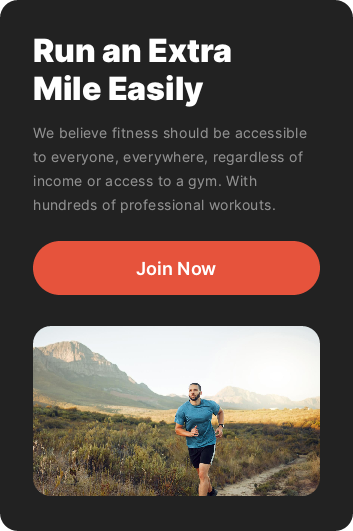 Run an Extra
Mile Easily
We believe fitness should be accessible
to everyone, everywhere, regardless of
income or access to a gym. With
hundreds of professional workouts.
Join Now